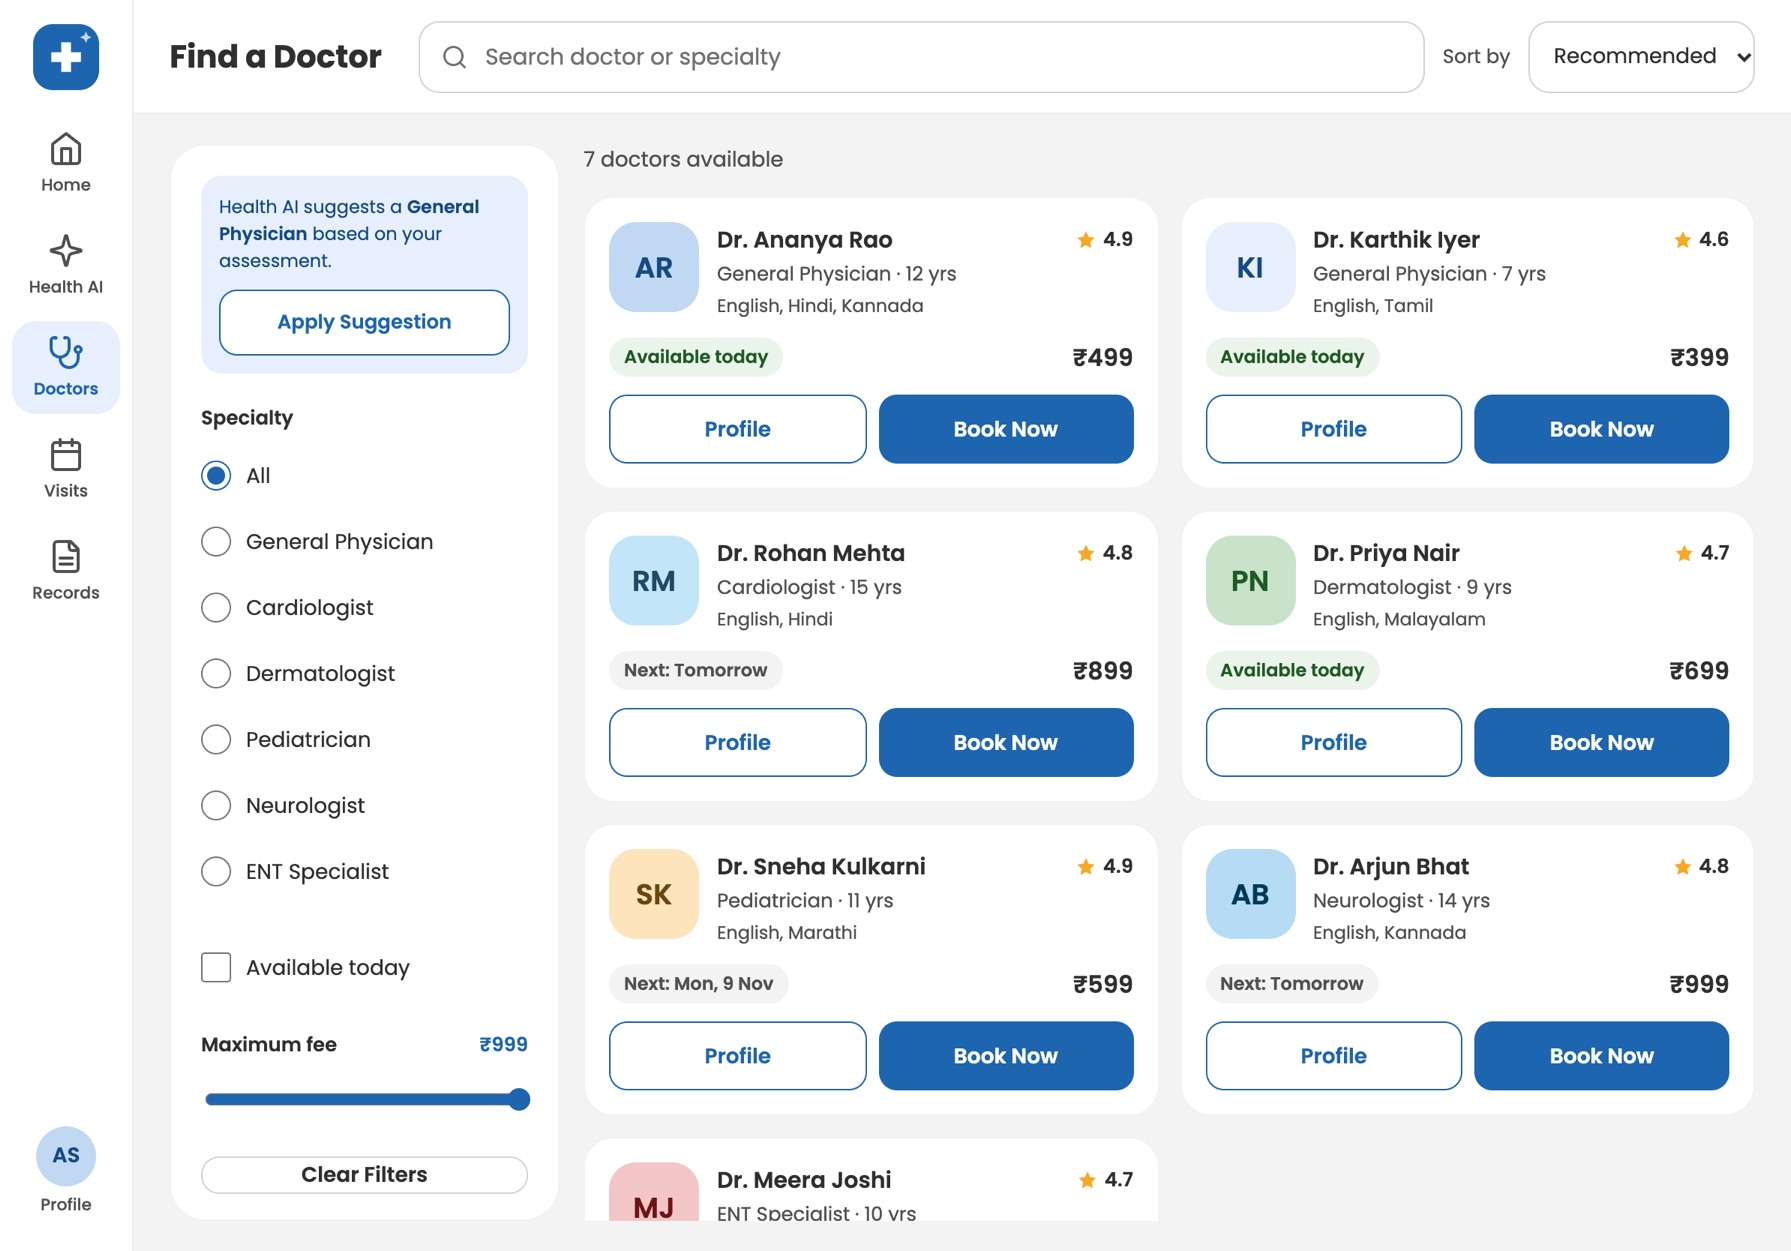 Find a Doctor
Search doctor or specialty
Sort by
Recommended
Home
Health AI
Doctors
Visits
Records
AS
Profile
Health AI suggests a General
Physician based on your
assessment.
Apply Suggestion
Specialty
All
General Physician
Cardiologist
Dermatologist
Pediatrician
Neurologist
ENT Specialist
Available today
Maximum fee ₹999
Clear Filters
7 doctors available
AR
Dr. Ananya Rao 4.9
General Physician · 12 yrs
English, Hindi, Kannada
Available today ₹499
Profile Book Now
KI
Dr. Karthik Iyer 4.6
General Physician · 7 yrs
English, Tamil
Available today ₹399
Profile Book Now
RM
Dr. Rohan Mehta 4.8
Cardiologist · 15 yrs
English, Hindi
Next: Tomorrow ₹899
Profile Book Now
PN
Dr. Priya Nair 4.7
Dermatologist · 9 yrs
English, Malayalam
Available today ₹699
Profile Book Now
SK
Dr. Sneha Kulkarni 4.9
Pediatrician · 11 yrs
English, Marathi
Next: Mon, 9 Nov ₹599
Profile Book Now
AB
Dr. Arjun Bhat 4.8
Neurologist · 14 yrs
English, Kannada
Next: Tomorrow ₹999
Profile Book Now
MJ
Dr. Meera Joshi 4.7
ENT Specialist · 10 yrs